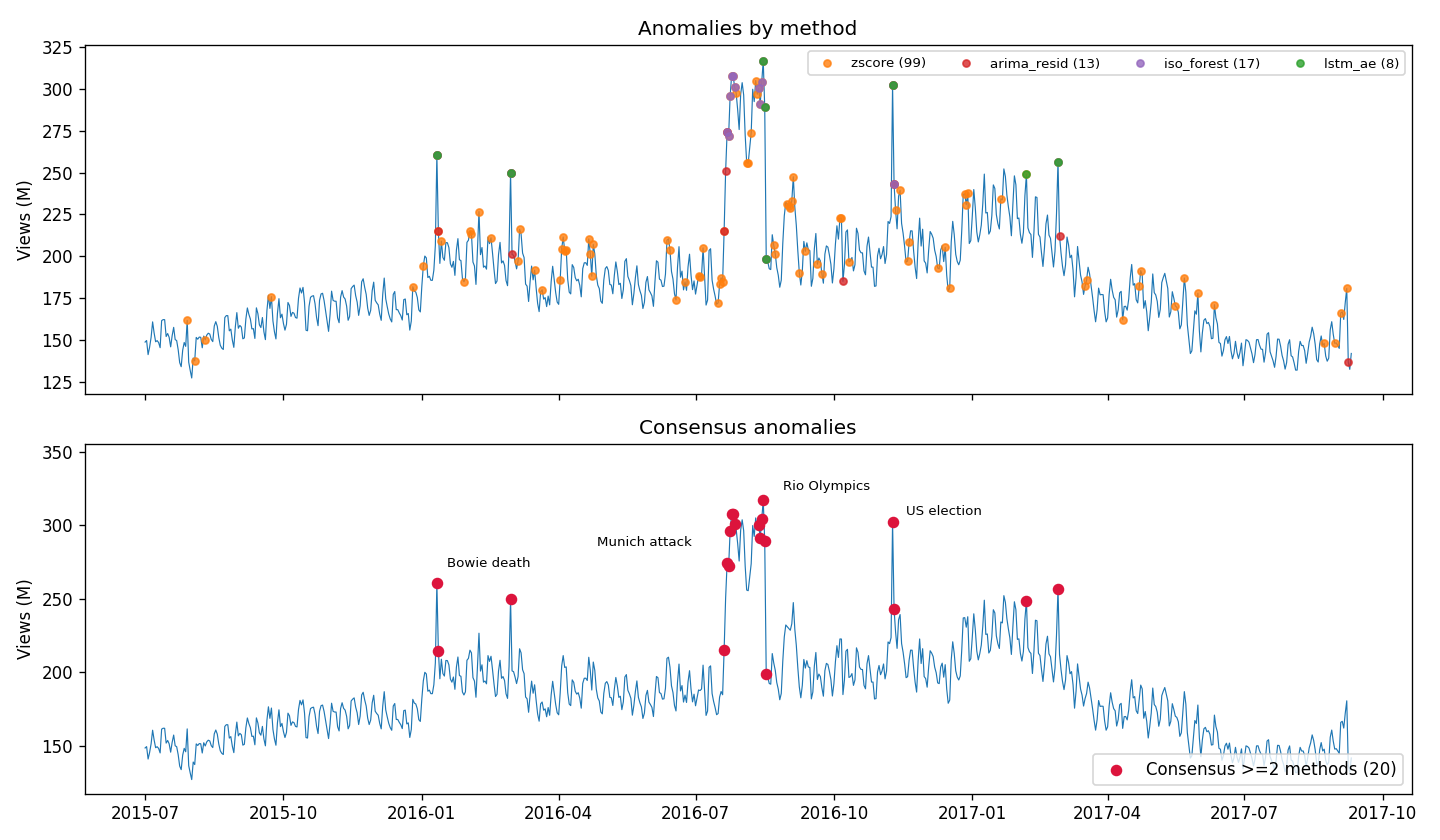 Anomalies by method
325
300
275
250
225
200
175
150
125
Views (M)
zscore (99) arima_resid (13) iso_forest (17) lstm_ae (8)
Consensus anomalies
350
300
250
200
150
Views (M)
Rio Olympics
US election
Munich attack
Bowie death
Consensus >=2 methods (20)
2015-07 2015-10 2016-01 2016-04 2016-07 2016-10 2017-01 2017-04 2017-07 2017-10